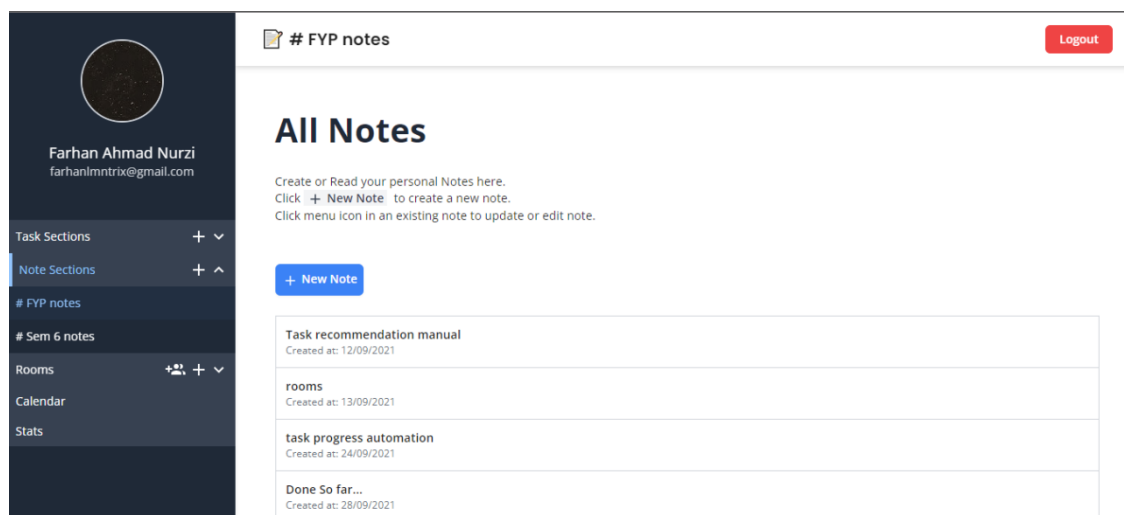 Farhan Ahmad Nurzi
farhanlmntrix@gmail.com
Task Sections
Note Sections
# FYP notes
# Sem 6 notes
Rooms
Calendar
Stats
# FYP notes
Logout
All Notes
Create or Read your personal Notes here.
Click + New Note to create a new note.
Click menu icon in an existing note to update or edit note.
+ New Note
Task recommendation manual
Created at: 12/09/2021
rooms
Created at: 13/09/2021
task progress automation
Created at: 24/09/2021
Done So far...
Created at: 28/09/2021